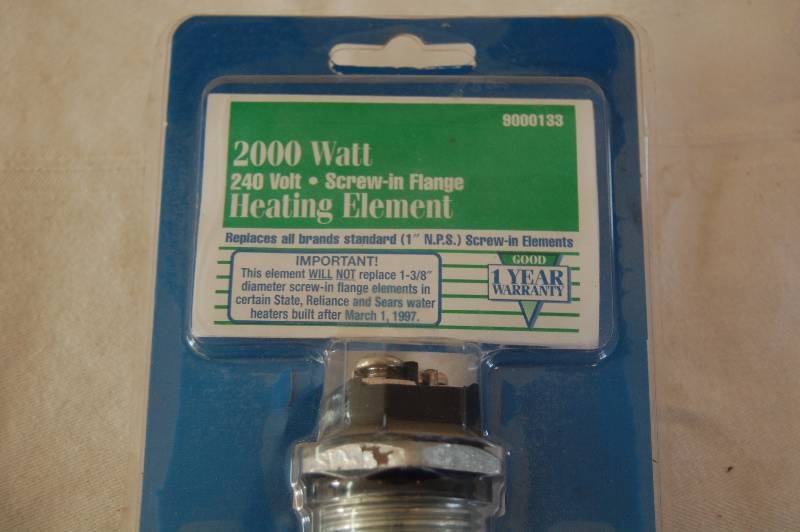 9000133
2000 Watt
240 Volt • Screw-in Flange
Heating Element
Replaces all brands standard (1" N.P.S.) Screw-in Elements
IMPORTANT!
This element WILL NOT replace 1-3/8"
diameter screw-in flange elements in
certain State, Reliance and Sears water
heaters built after March 1, 1997.
GOOD
1 YEAR
WARRANTY